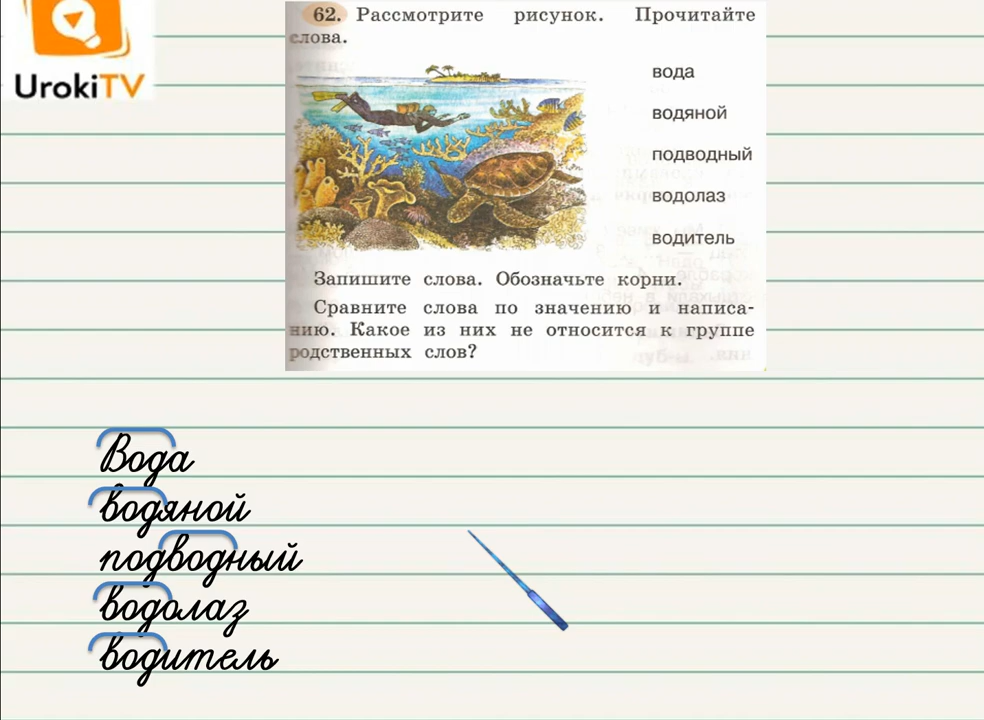 UrokiTV
62. Рассмотрите рисунок. Прочитайте
слова.
вода
водяной
подводный
водолаз
водитель
Запишите слова. Обозначьте корни.
Сравните слова по значению и написа-
нию. Какое из них не относится к группе
родственных слов?
Вода
водяной
подводный
водолаз
водитель